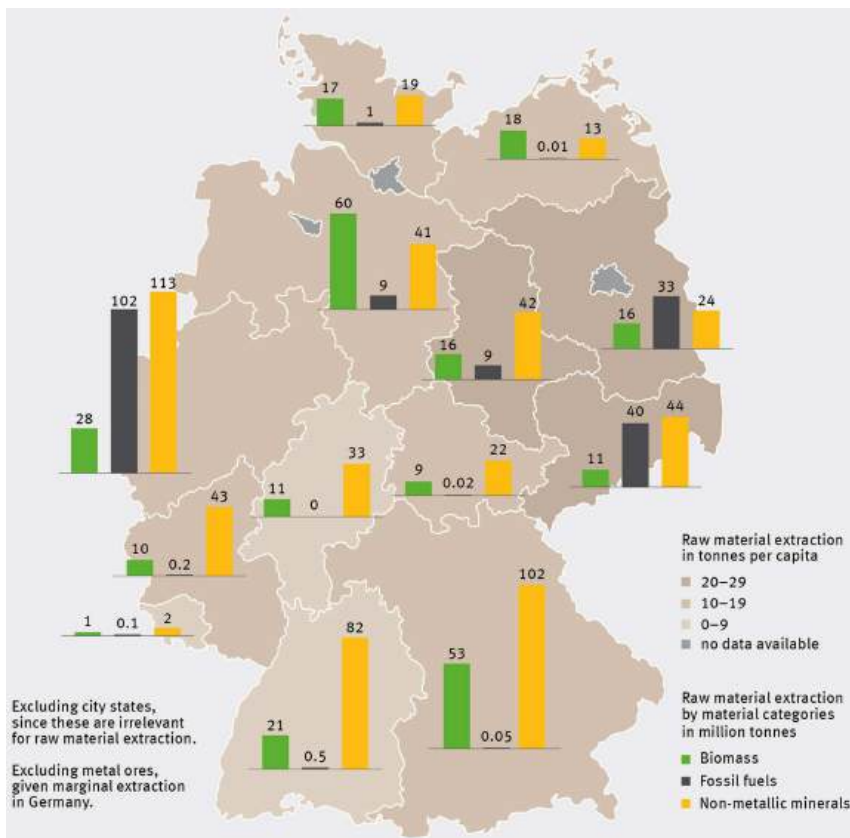 17
1
19
18
0.01
13
60
9
41
28
102
113
16
9
42
16
33
24
11
40
44
11
0
33
9
0.02
22
10
0.2
43
1
0.1
2
21
0.5
82
53
0.05
102
Raw material extraction
in tonnes per capita
20–29
10–19
0–9
no data available
Raw material extraction
by material categories
in million tonnes
Biomass
Fossil fuels
Non-metallic minerals
Excluding city states,
since these are irrelevant
for raw material extraction.
Excluding metal ores,
given marginal extraction
in Germany.